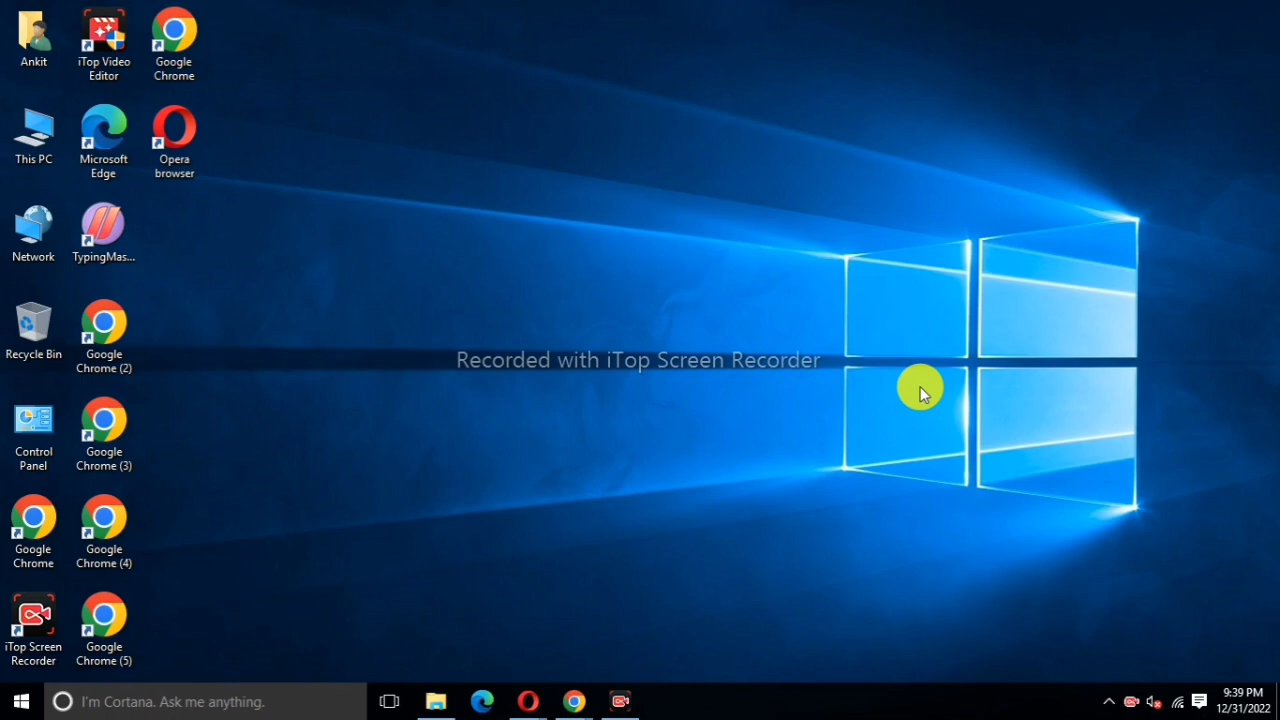 Ankit
iTop Video
Editor
Google
Chrome
This PC
Microsoft
Edge
Opera
browser
Network
TypingMas...
Recycle Bin
Google
Chrome (2)
Recorded with iTop Screen Recorder
Control
Panel
Google
Chrome (3)
Google
Chrome
Google
Chrome (4)
iTop Screen
Recorder
Google
Chrome (5)
I'm Cortana. Ask me anything.
9:39 PM
12/31/2022